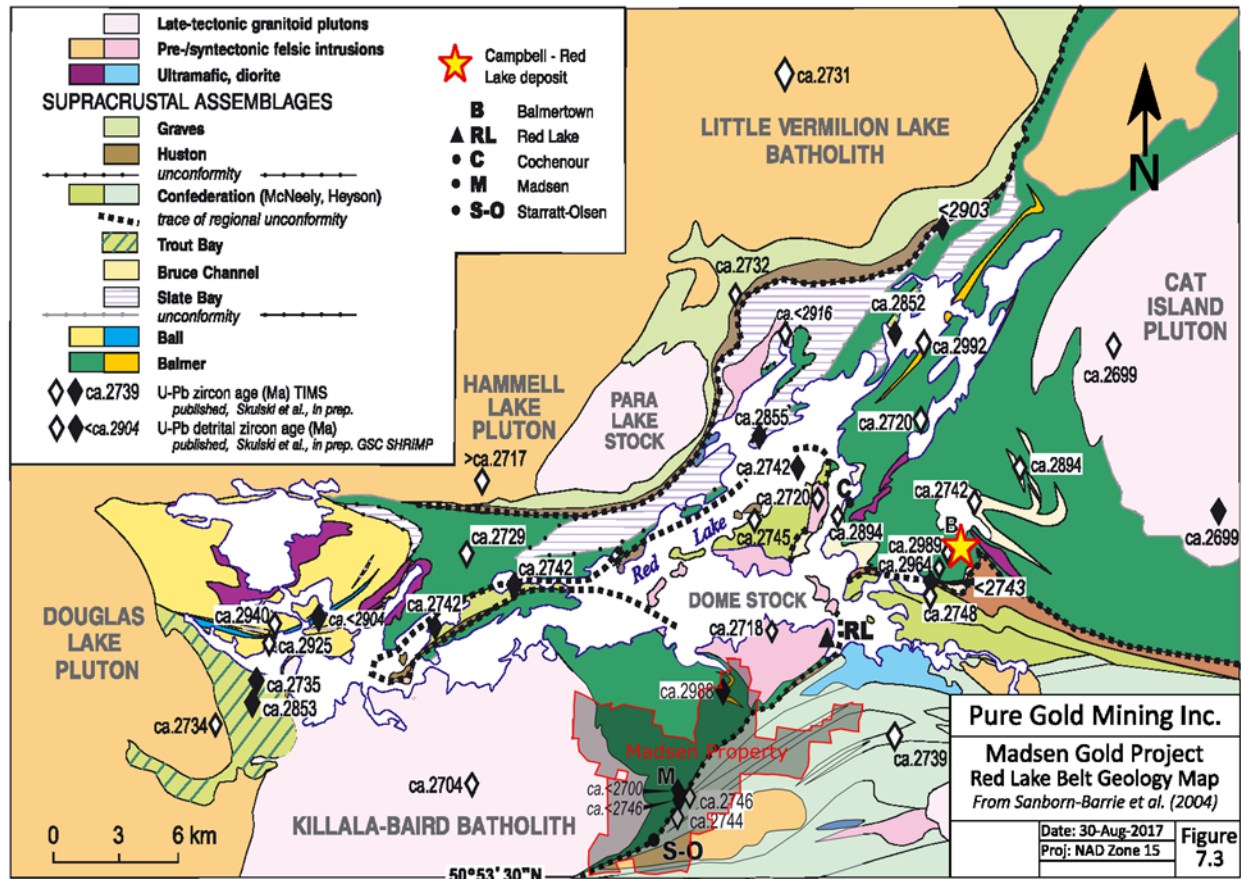 Late-tectonic granitoid plutons
Pre-/syntectonic felsic intrusions
Ultramafic, diorite
SUPRACRUSTAL ASSEMBLAGES
Graves
Huston
unconformity
Confederation (McNeely, Heyson)
trace of regional unconformity
Trout Bay
Bruce Channel
Slate Bay
unconformity
Ball
Balmer
ca.2739 U-Pb zircon age (Ma) TIMS
published, Skulski et al., in prep.
<ca.2904 U-Pb detrital zircon age (Ma)
published, Skulski et al., in prep. GSC SHRIMP
Campbell - Red
Lake deposit
B Balmertown
RL Red Lake
C Cochenour
M Madsen
S-O Starratt-Olsen
ca.2731
LITTLE VERMILION LAKE
BATHOLITH
N
<2903
ca.2732
ca.<2916
ca.2852
ca.2992
CAT
ISLAND
PLUTON
ca.2699
HAMMELL
LAKE
PLUTON
>ca.2717
PARA
LAKE
STOCK
ca.2855
ca.2720
ca.2742
ca.2894
ca.2720
C
ca.2742
B
ca.2745
ca.2894
ca.2989
ca.2964
ca.2699
<2743
ca.2748
Red Lake
ca.2729
ca.2742
ca.2742
DOME STOCK
ca.2718
RL
DOUGLAS
LAKE
PLUTON
ca.2940
ca.<2904
ca.2925
ca.2735
ca.2853
ca.2734
ca.2988
Madsen Property
ca.2739
M
ca.<2700
ca.<2746
ca.2746
ca.2744
ca.2704
KILLALA-BAIRD BATHOLITH
S-O
0 3 6 km
50°53'30"N
Pure Gold Mining Inc.
Madsen Gold Project
Red Lake Belt Geology Map
From Sanborn-Barrie et al. (2004)
Date: 30-Aug-2017
Proj: NAD Zone 15
Figure
7.3